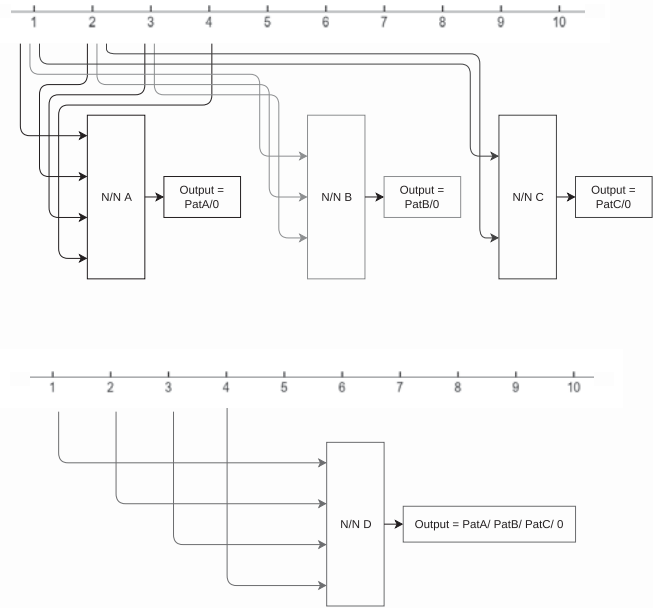 1 2 3 4 5 6 7 8 9 10
N/N A
Output =
PatA/0
N/N B
Output =
PatB/0
N/N C
Output =
PatC/0
1 2 3 4 5 6 7 8 9 10
N/N D
Output = PatA/ PatB/ PatC/ 0